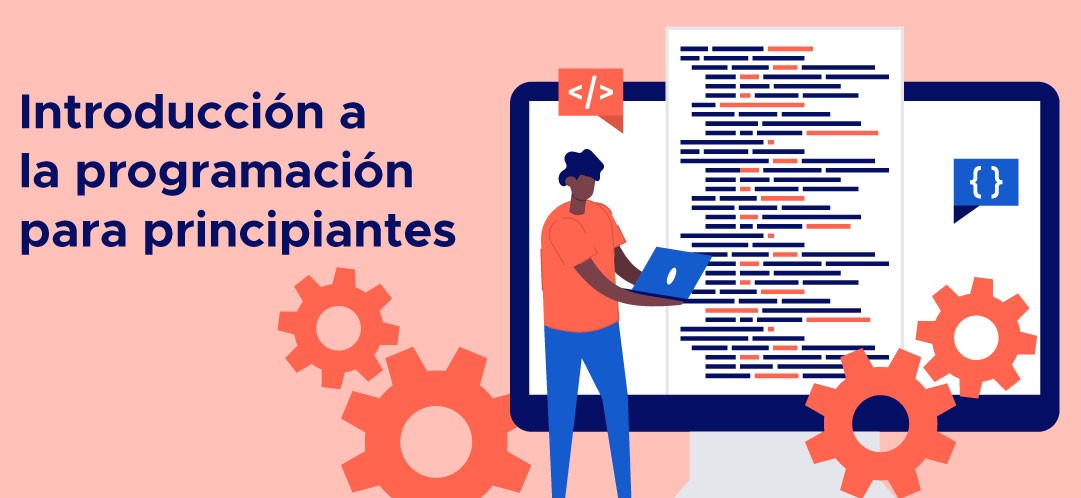 Introducción a
la programación
para principiantes
</>
{ }